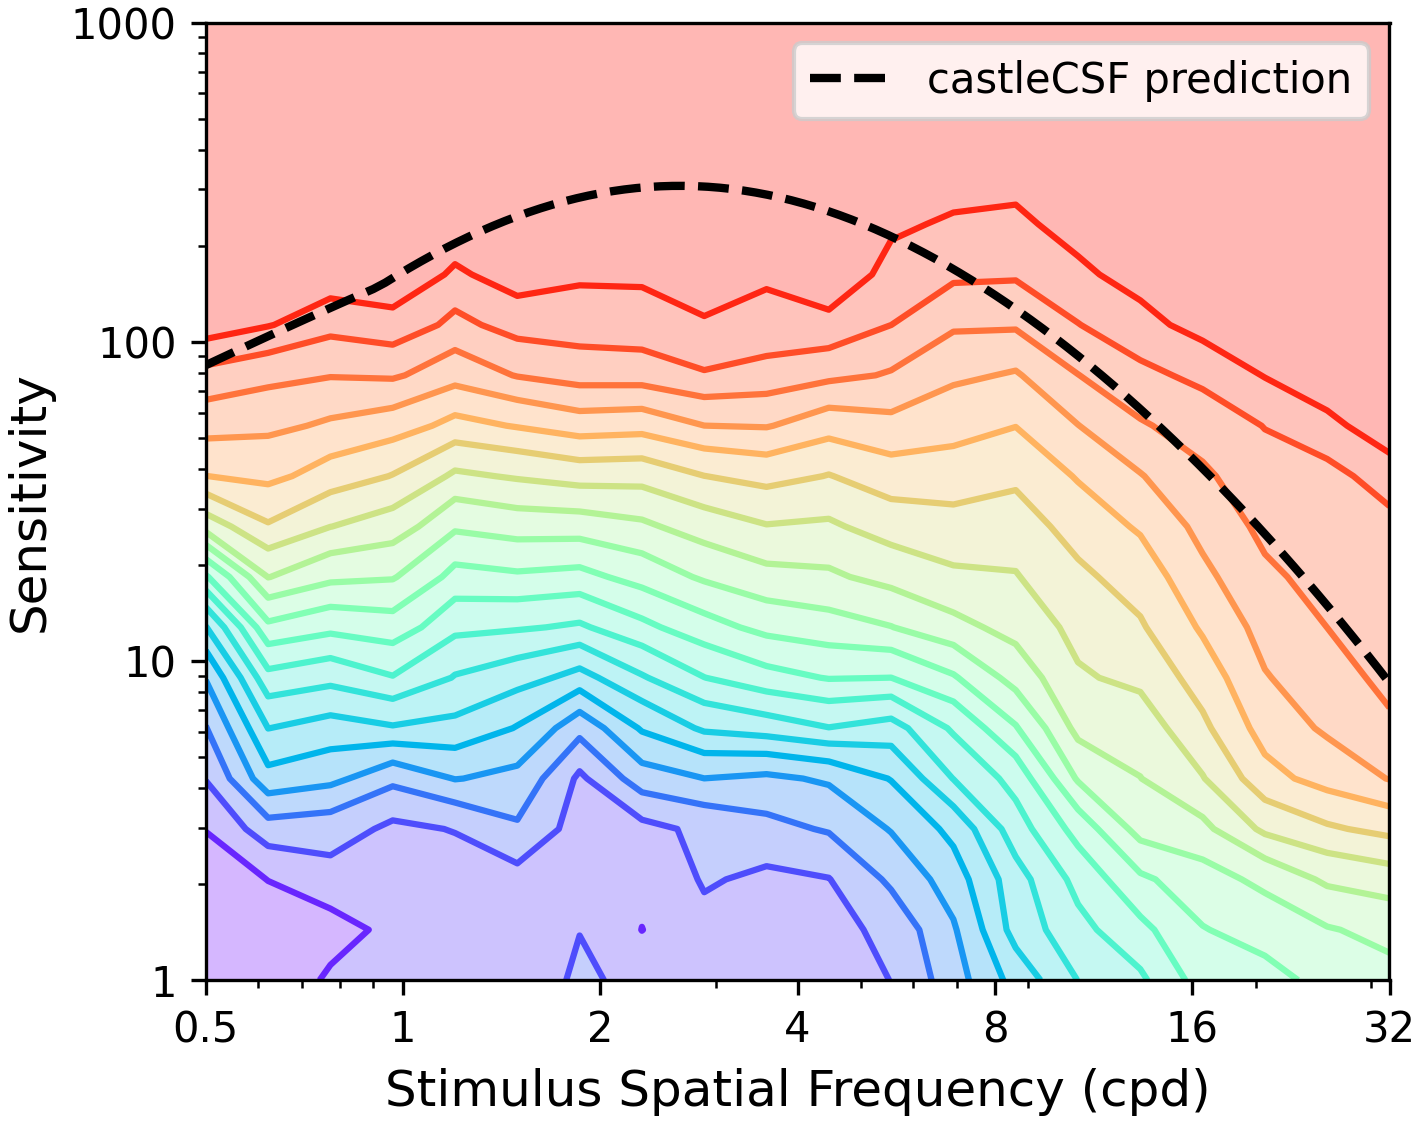 1000
castleCSF prediction
100
Sensitivity
10
1
0.5 1 2 4 8 16 32
Stimulus Spatial Frequency (cpd)